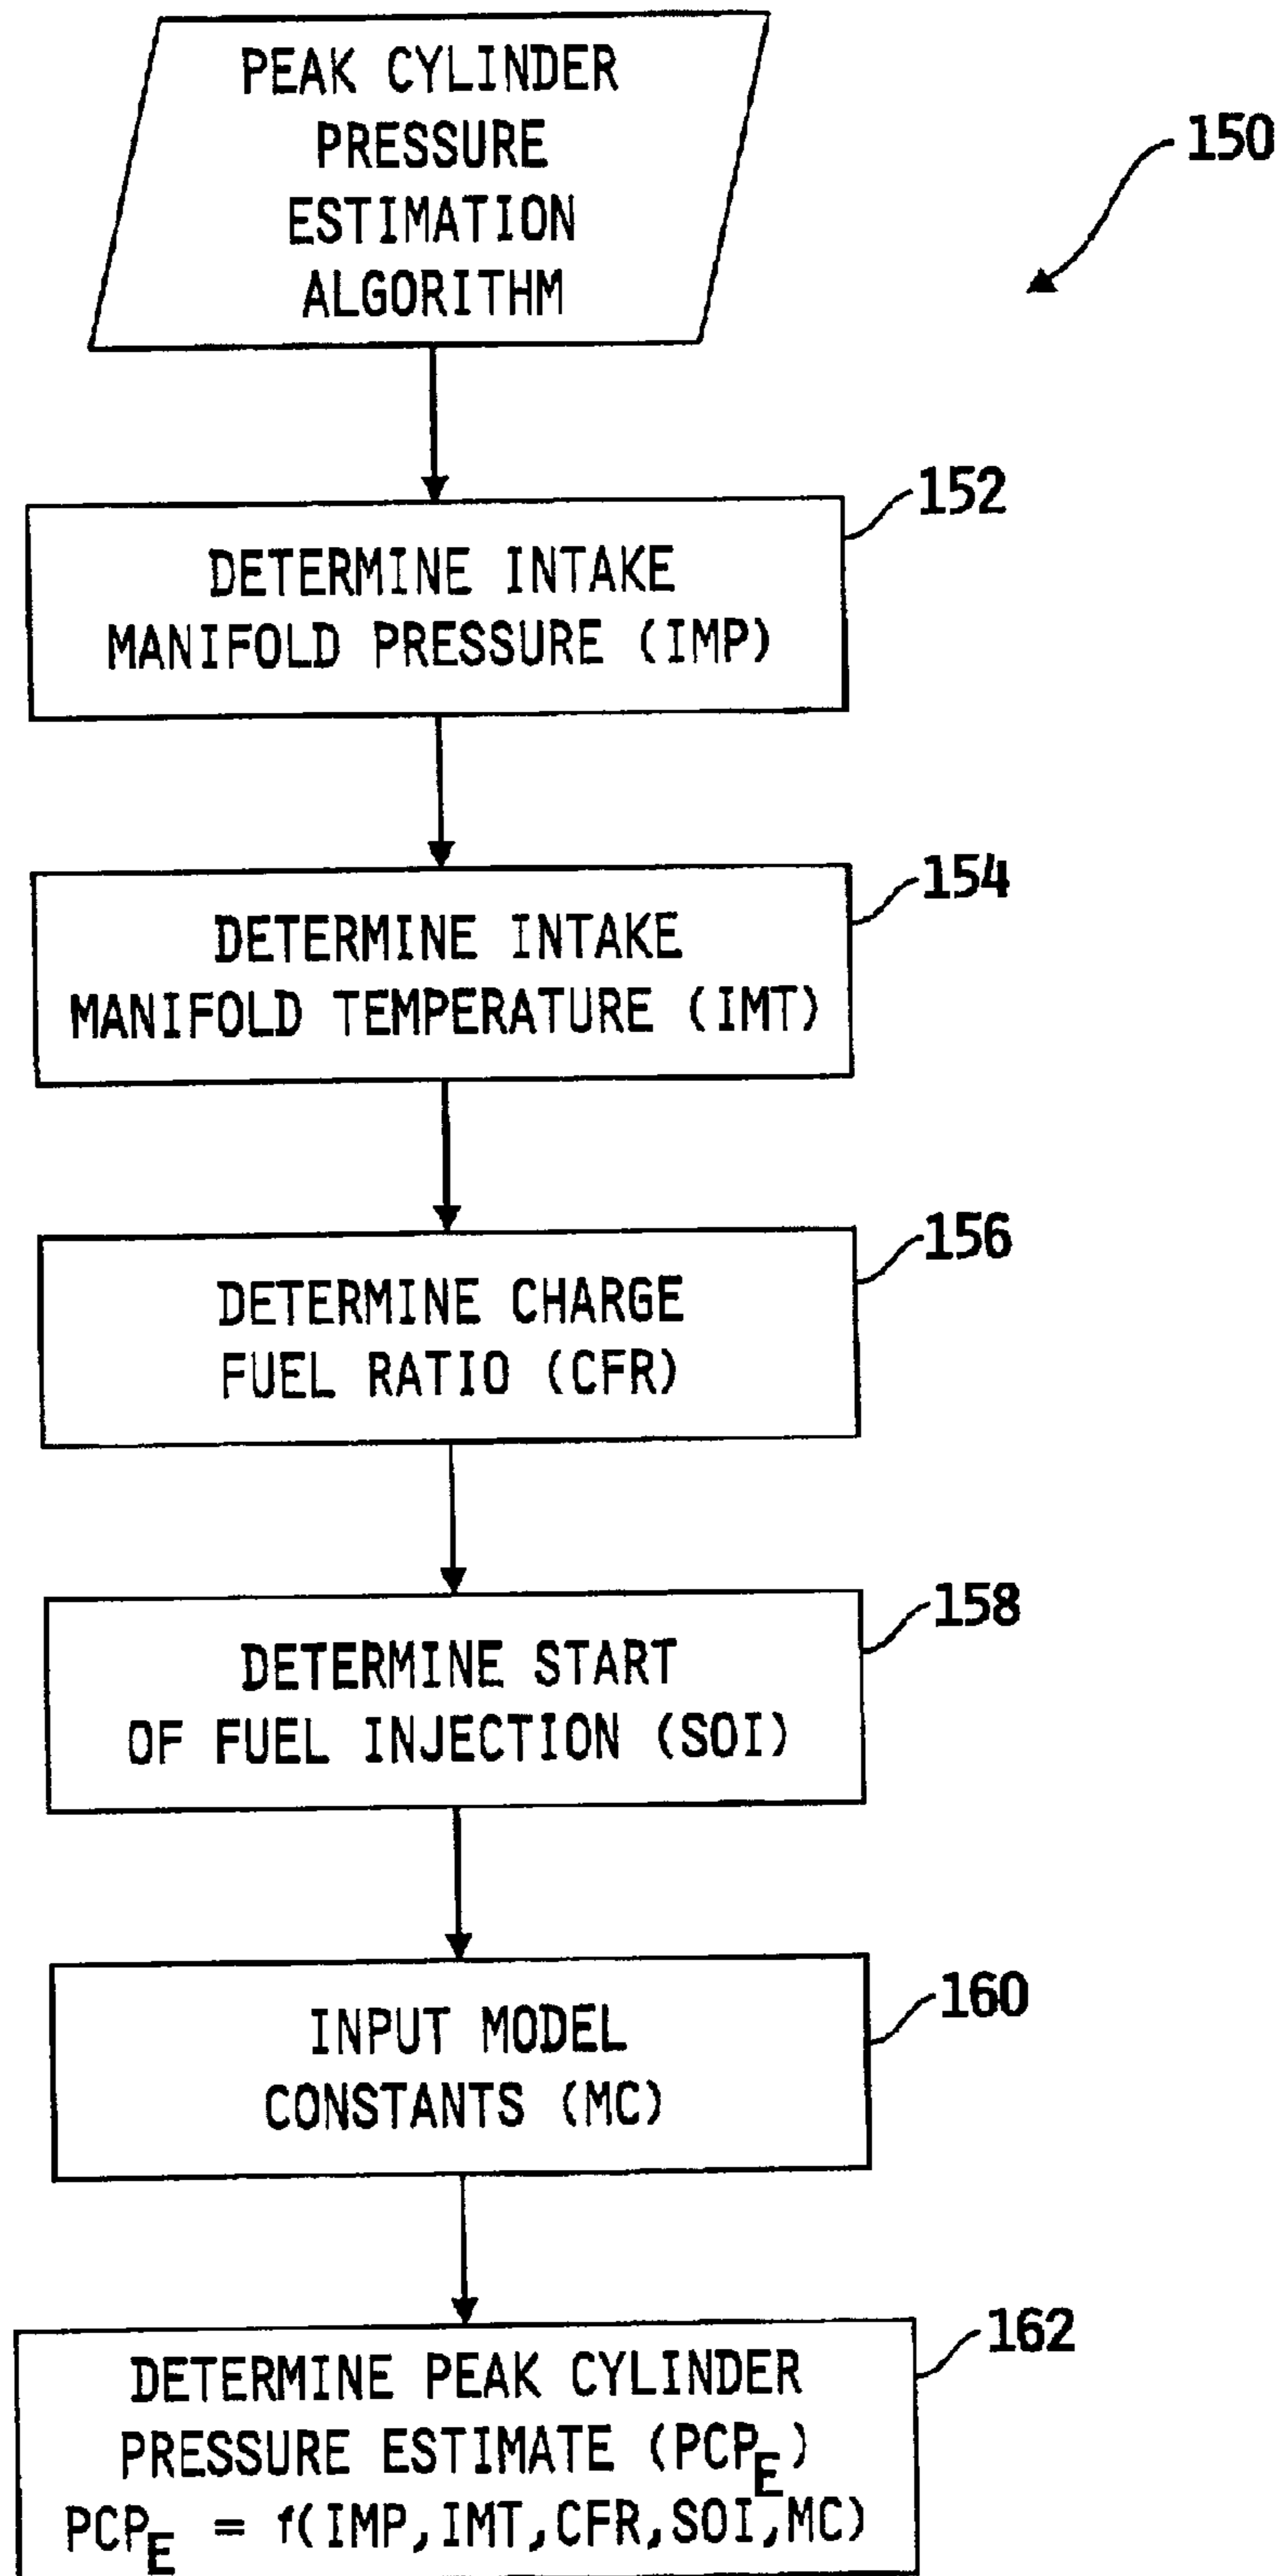 PEAK CYLINDER
PRESSURE
ESTIMATION
ALGORITHM
150
152
DETERMINE INTAKE
MANIFOLD PRESSURE (IMP)
154
DETERMINE INTAKE
MANIFOLD TEMPERATURE (IMT)
156
DETERMINE CHARGE
FUEL RATIO (CFR)
158
DETERMINE START
OF FUEL INJECTION (SOI)
160
INPUT MODEL
CONSTANTS (MC)
162
DETERMINE PEAK CYLINDER
PRESSURE ESTIMATE (PCPE)
PCPE = f(IMP,IMT,CFR,SOI,MC)